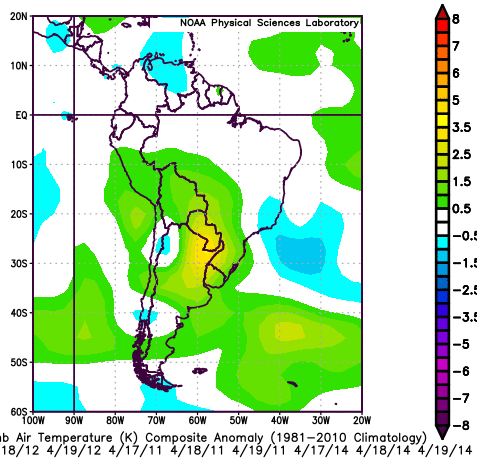 NOAA Physical Sciences Laboratory
20N
10N
EQ
10S
20S
30S
40S
50S
60S
100W 90W 80W 70W 60W 50W 40W 30W 20W
8
7
6
5
3.5
2.5
1.5
0.5
-0.5
-1.5
-2.5
-3.5
-5
-6
-7
-8
b Air Temperature (K) Composite Anomaly (1981-2010 Climatology)
18/12 4/19/12 4/17/11 4/18/11 4/19/11 4/17/14 4/18/14 4/19/14